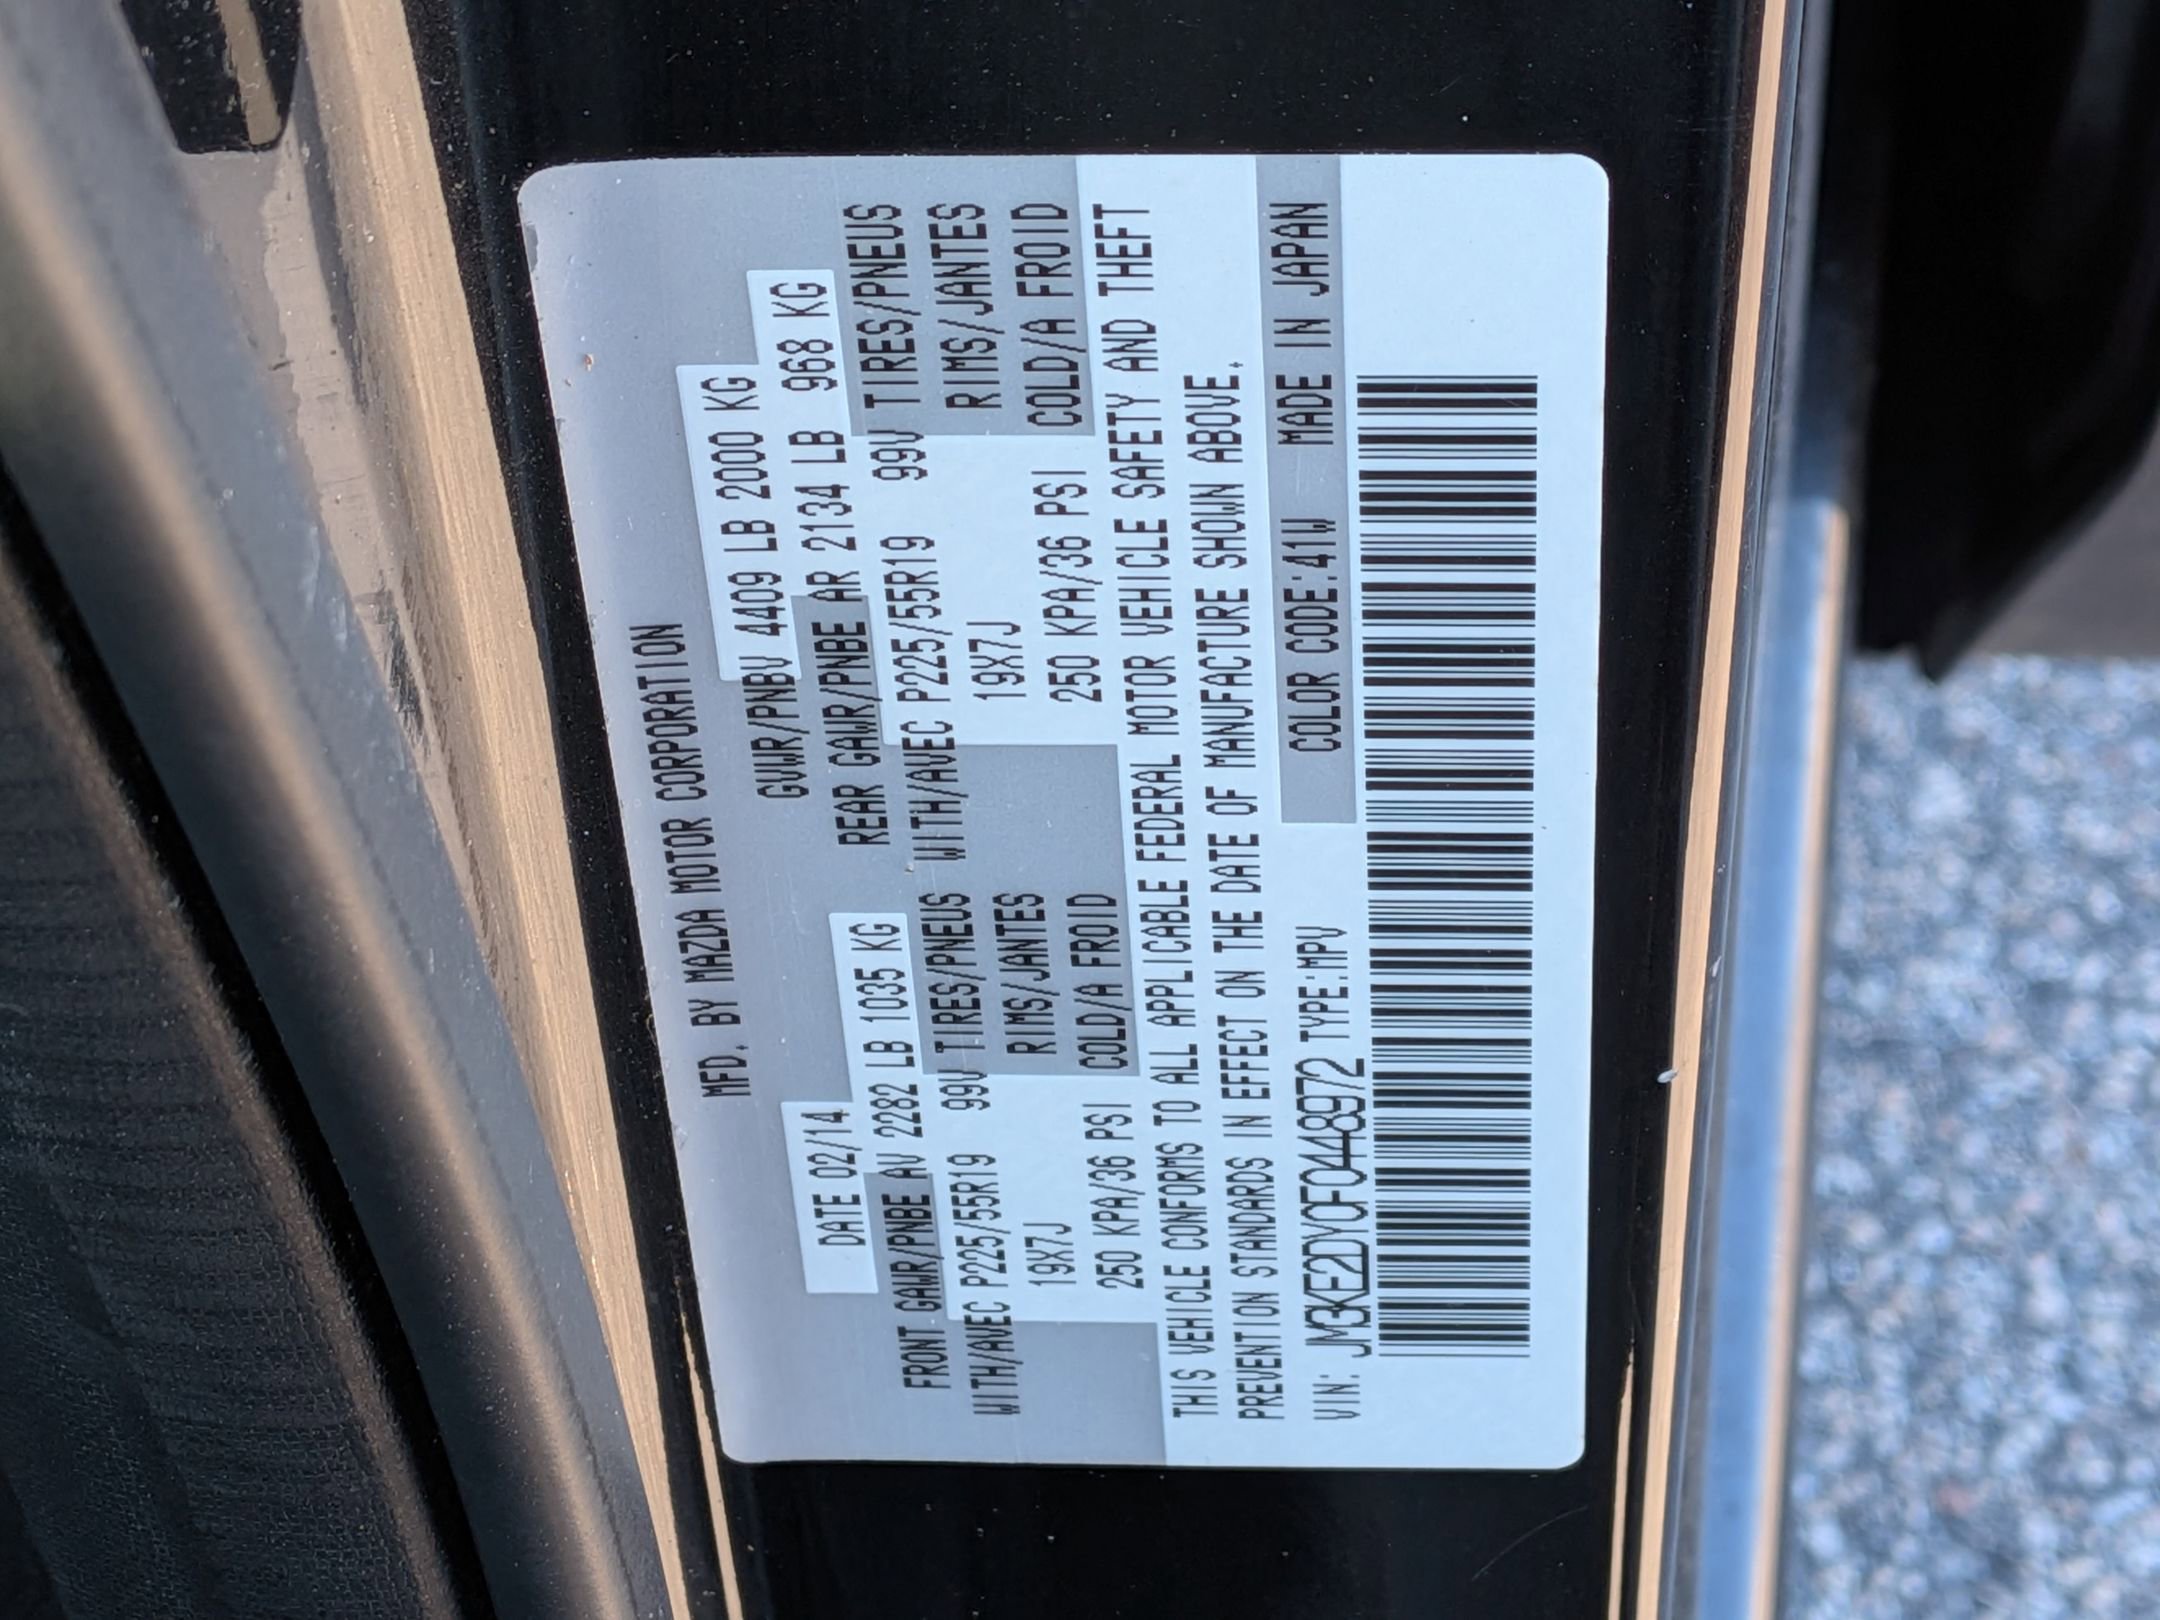 MFD. BY MAZDA MOTOR CORPORATION
DATE 02/14 GVWR/PNBV 4409 LB 2000 KG
FRONT GAWR/PNBE AV 2282 LB 1035 KG REAR GAWR/PNBE AR 2134 LB 968 KG
WITH/AVEC P225/55R19 99V TIRES/PNEUS WITH/AVEC P225/55R19 99V TIRES/PNEUS
19X7J RIMS/JANTES 19X7J RIMS/JANTES
250 KPA/36 PSI COLD/A FROID 250 KPA/36 PSI COLD/A FROID
THIS VEHICLE CONFORMS TO ALL APPLICABLE FEDERAL MOTOR VEHICLE SAFETY AND THEFT
PREVENTION STANDARDS IN EFFECT ON THE DATE OF MANUFACTURE SHOWN ABOVE.
VIN: JM3KE2DY0F0448972 TYPE:MPV COLOR CODE:41W MADE IN JAPAN